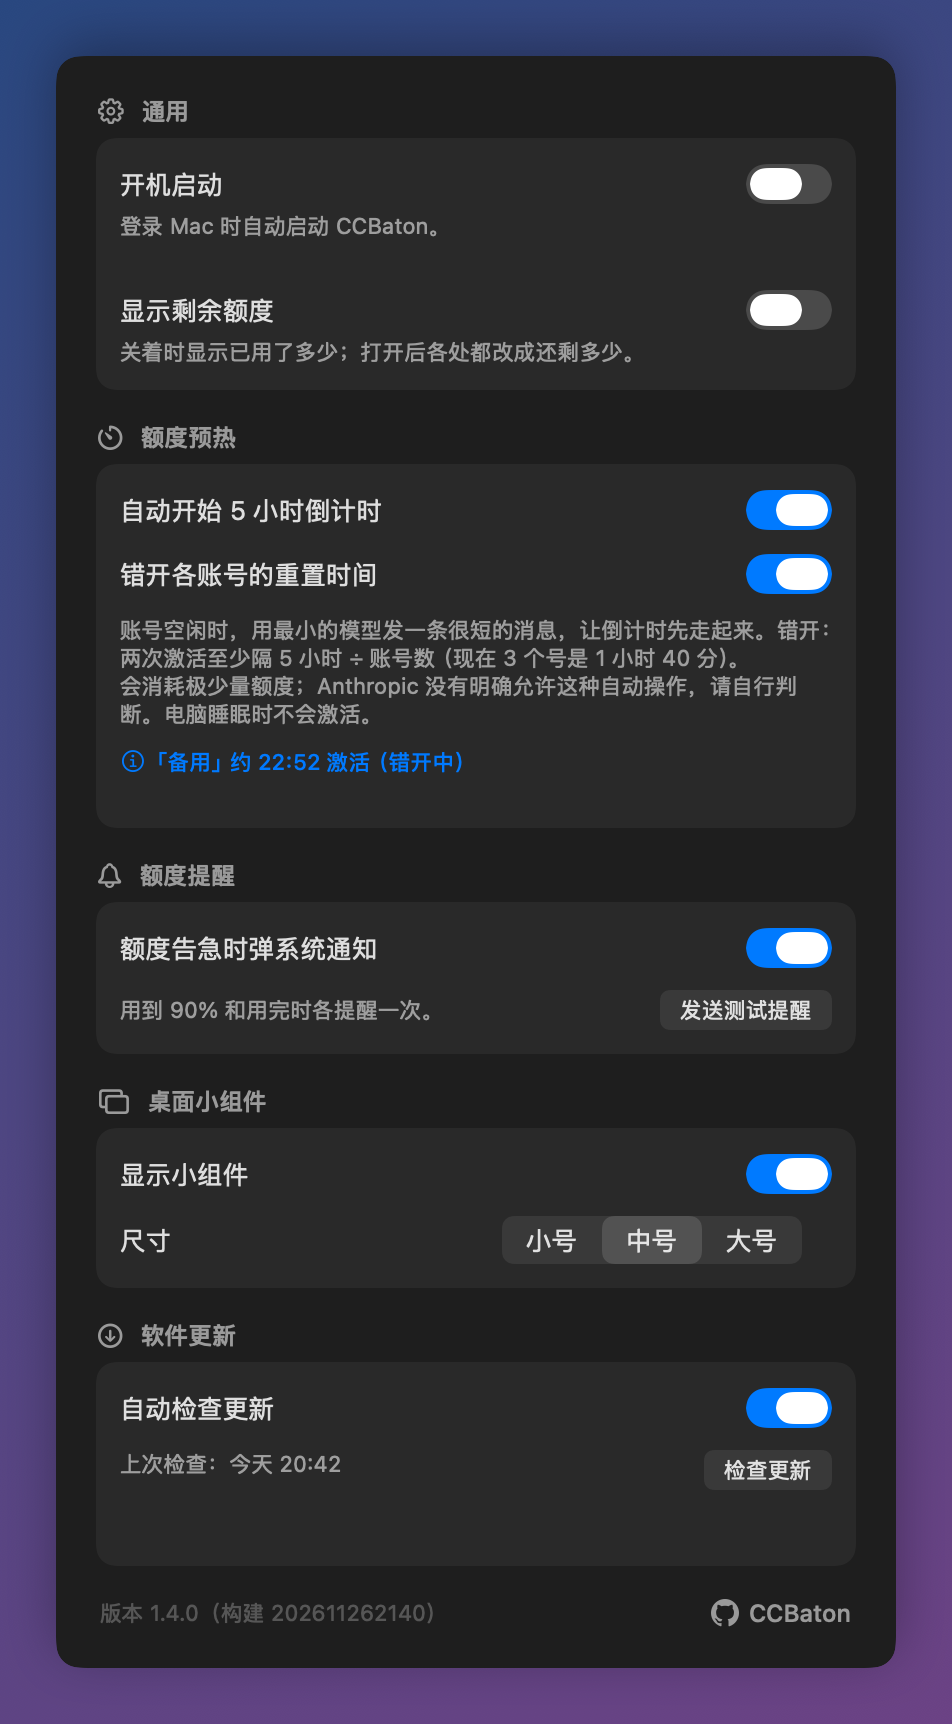 通用
开机启动
登录 Mac 时自动启动 CCBaton。
显示剩余额度
关着时显示已用了多少；打开后各处都改成还剩多少。
额度预热
自动开始 5 小时倒计时
错开各账号的重置时间
账号空闲时，用最小的模型发一条很短的消息，让倒计时先走起来。错开：
两次激活至少隔 5 小时 ÷ 账号数（现在 3 个号是 1 小时 40 分）。
会消耗极少量额度；Anthropic 没有明确允许这种自动操作，请自行判
断。电脑睡眠时不会激活。
「备用」约 22:52 激活（错开中）
额度提醒
额度告急时弹系统通知
用到 90% 和用完时各提醒一次。
发送测试提醒
桌面小组件
显示小组件
尺寸
小号 中号 大号
软件更新
自动检查更新
上次检查：今天 20:42
检查更新
版本 1.4.0（构建 202611262140）
CCBaton